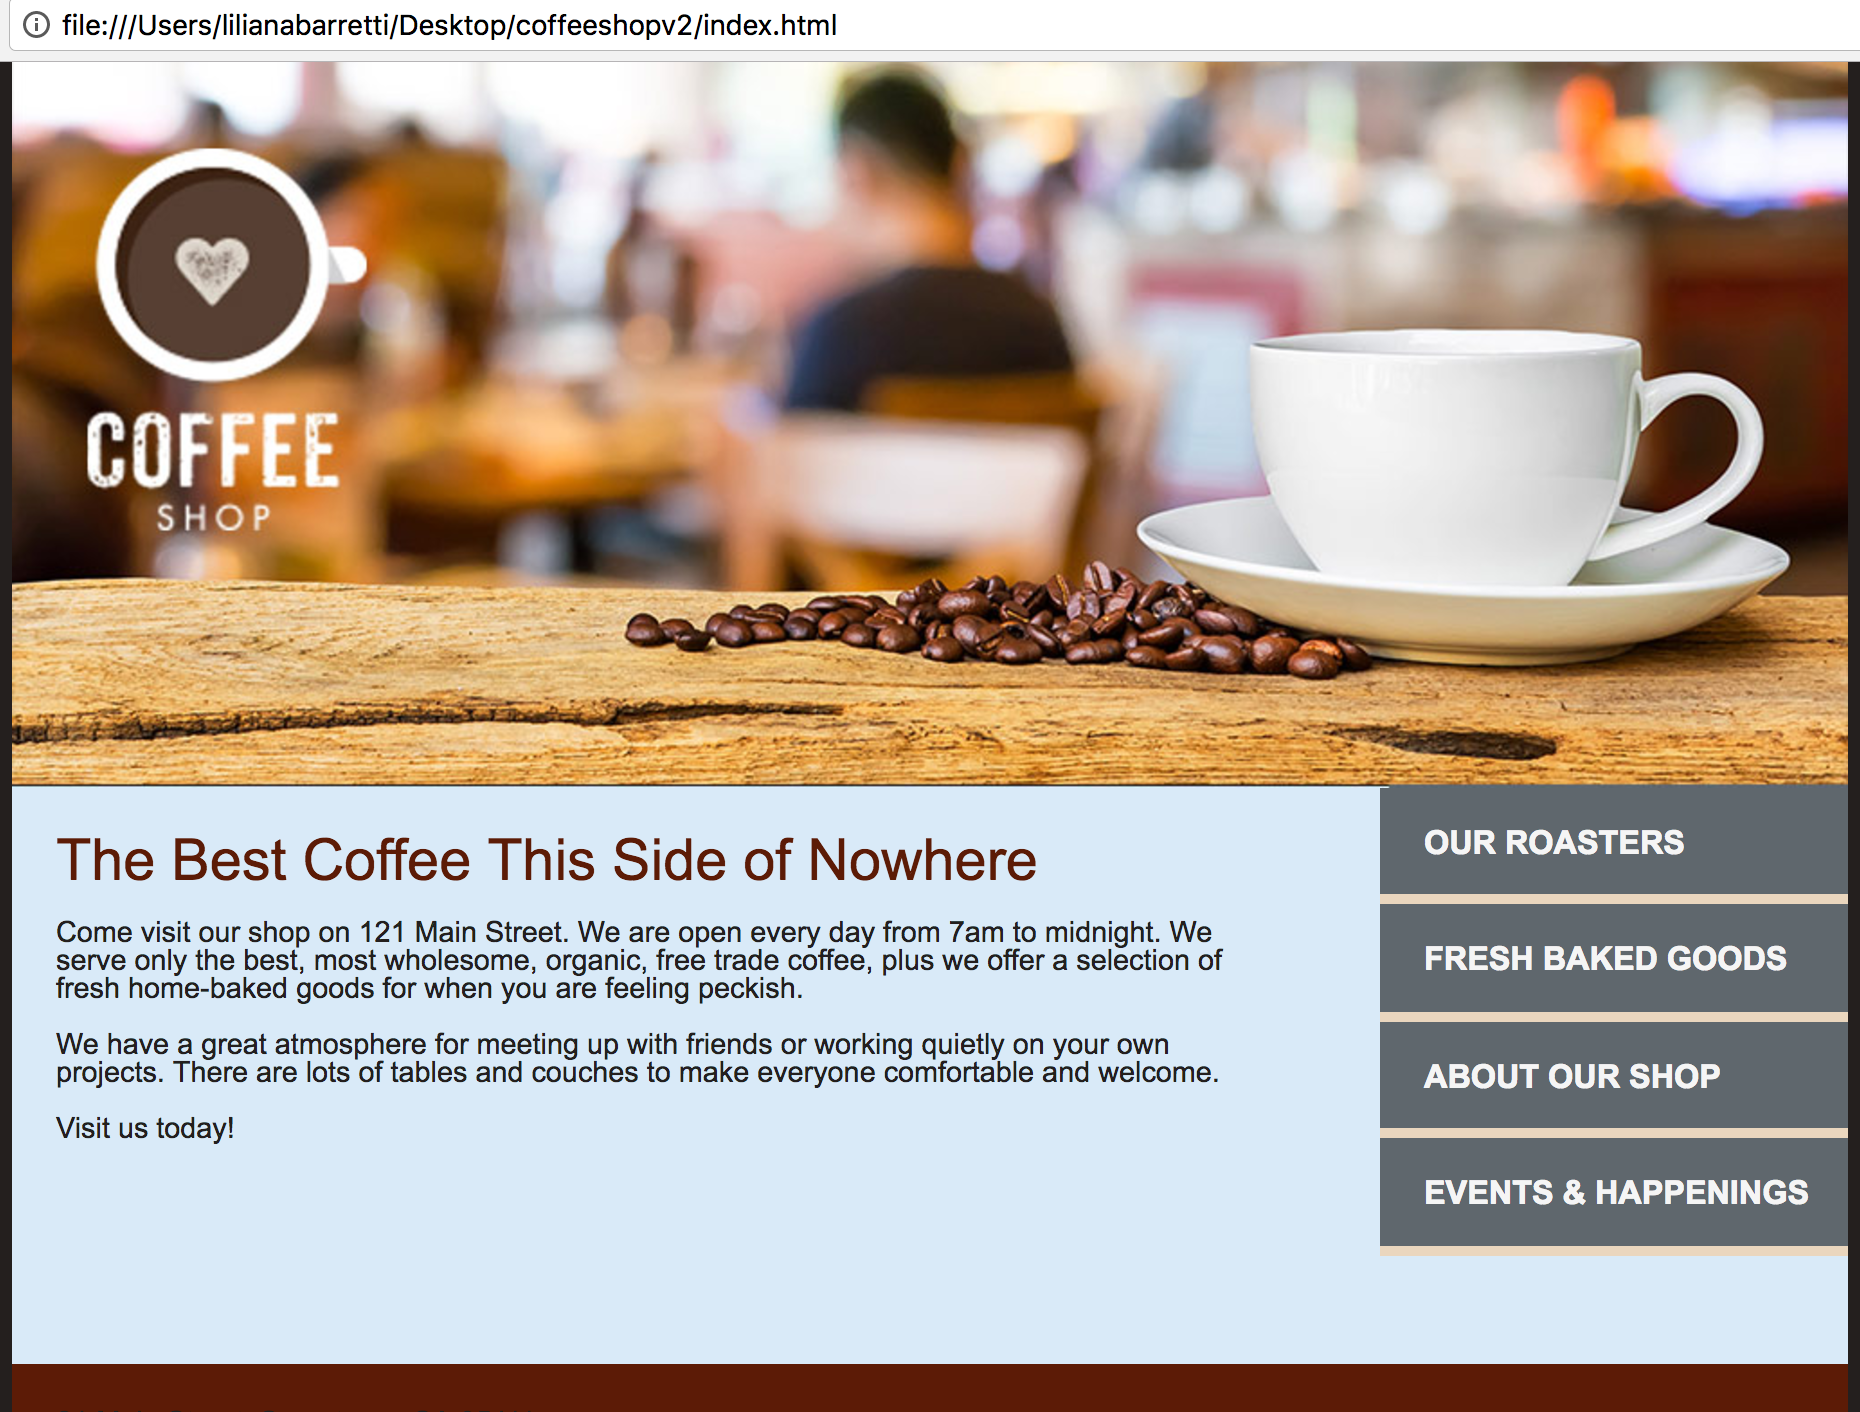 file:///Users/lilianabarretti/Desktop/coffeeshopv2/index.html
COFFEE
SHOP
The Best Coffee This Side of Nowhere
Come visit our shop on 121 Main Street. We are open every day from 7am to midnight. We
serve only the best, most wholesome, organic, free trade coffee, plus we offer a selection of
fresh home-baked goods for when you are feeling peckish.
We have a great atmosphere for meeting up with friends or working quietly on your own
projects. There are lots of tables and couches to make everyone comfortable and welcome.
Visit us today!
OUR ROASTERS
FRESH BAKED GOODS
ABOUT OUR SHOP
EVENTS & HAPPENINGS